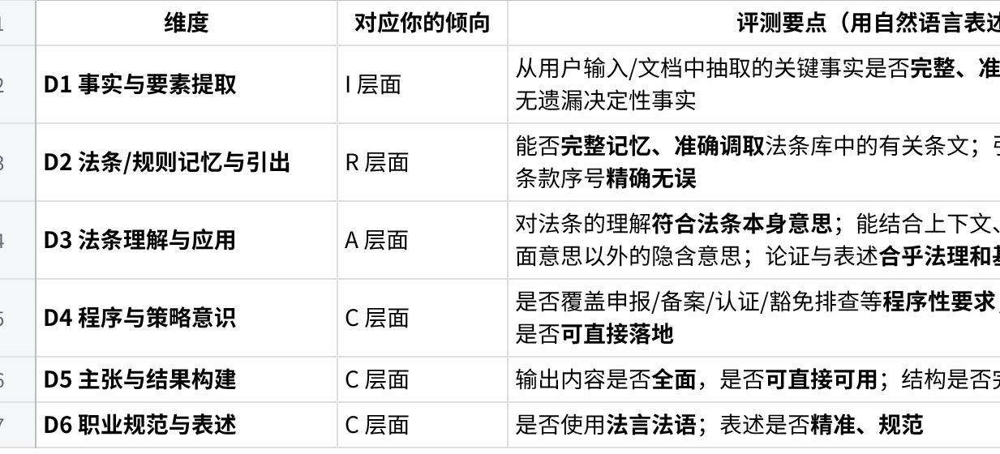 维度
对应你的倾向
评测要点（用自然语言表述
2
D1 事实与要素提取
I 层面
从用户输入/文档中抽取的关键事实是否完整、准
无遗漏决定性事实
3
D2 法条/规则记忆与引出
R 层面
能否完整记忆、准确调取法条库中的有关条文；引
条款序号精确无误
4
D3 法条理解与应用
A 层面
对法条的理解符合法条本身意思；能结合上下文、
面意思以外的隐含意思；论证与表述合乎法理和基
5
D4 程序与策略意识
C 层面
是否覆盖申报/备案/认证/豁免排查等程序性要求
是否可直接落地
6
D5 主张与结果构建
C 层面
输出内容是否全面，是否可直接可用；结构是否完
7
D6 职业规范与表述
C 层面
是否使用法言法语；表述是否精准、规范